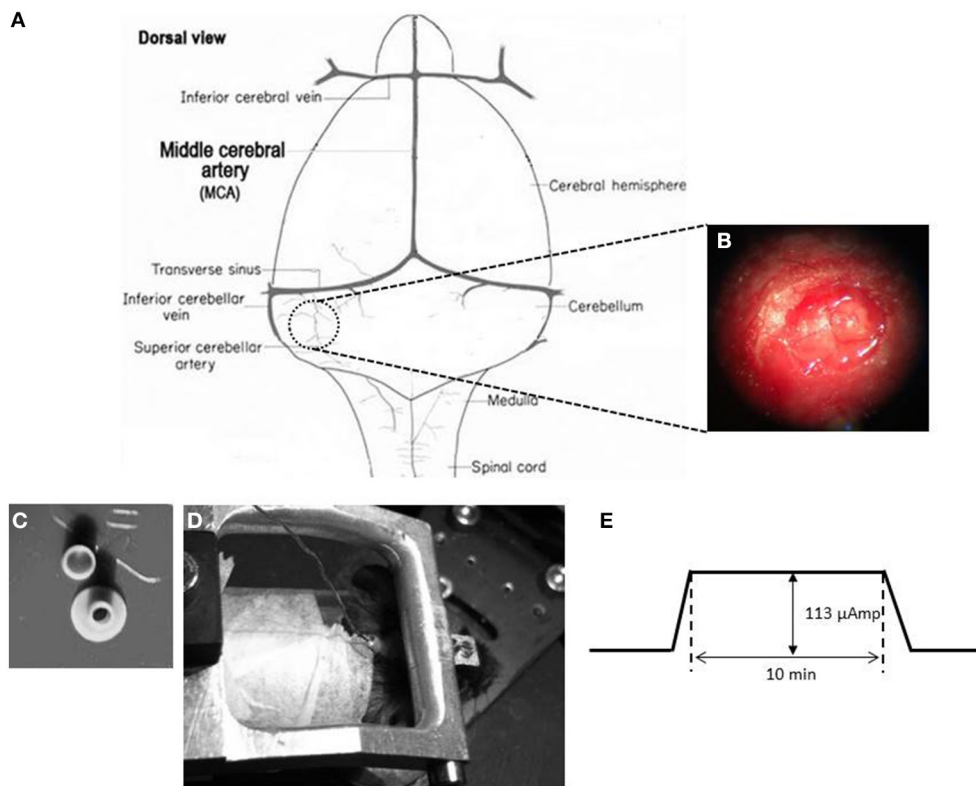 A
Dorsal view
Inferior cerebral vein
Middle cerebral
artery
(MCA)
Cerebral hemisphere
Transverse sinus
Inferior cerebellar
vein
Cerebellum
Superior cerebellar
artery
Medulla
Spinal cord
B
C
D
E
113 µAmp
10 min